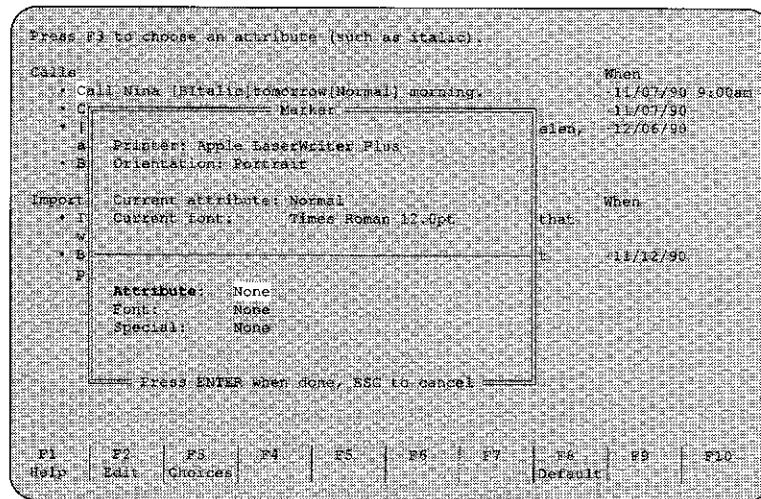 Press F3 to choose an attribute (such as italic).
Calls When
• Call Nina [BItalic]tomorrow[Normal] morning. -11/07/90 9:00am
• C -11/07/90
• [ elen, -12/06/90
a
• B
Marker
Printer: Apple LaserWriter Plus
Orientation: Portrait
Import When
• I that
w
• B t. -11/12/90
p
Current attribute: Normal
Current font: Times Roman 12.0pt
Attribute: None
Font: None
Special: None
Press ENTER when done, ESC to cancel
F1 F2 F3 F4 F5 F6 F7 F8 F9 F10
Help Edit Choices Default